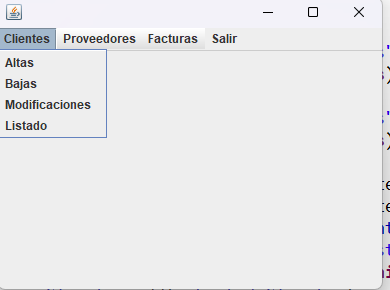 Clientes Proveedores Facturas Salir
Altas
Bajas
Modificaciones
Listado